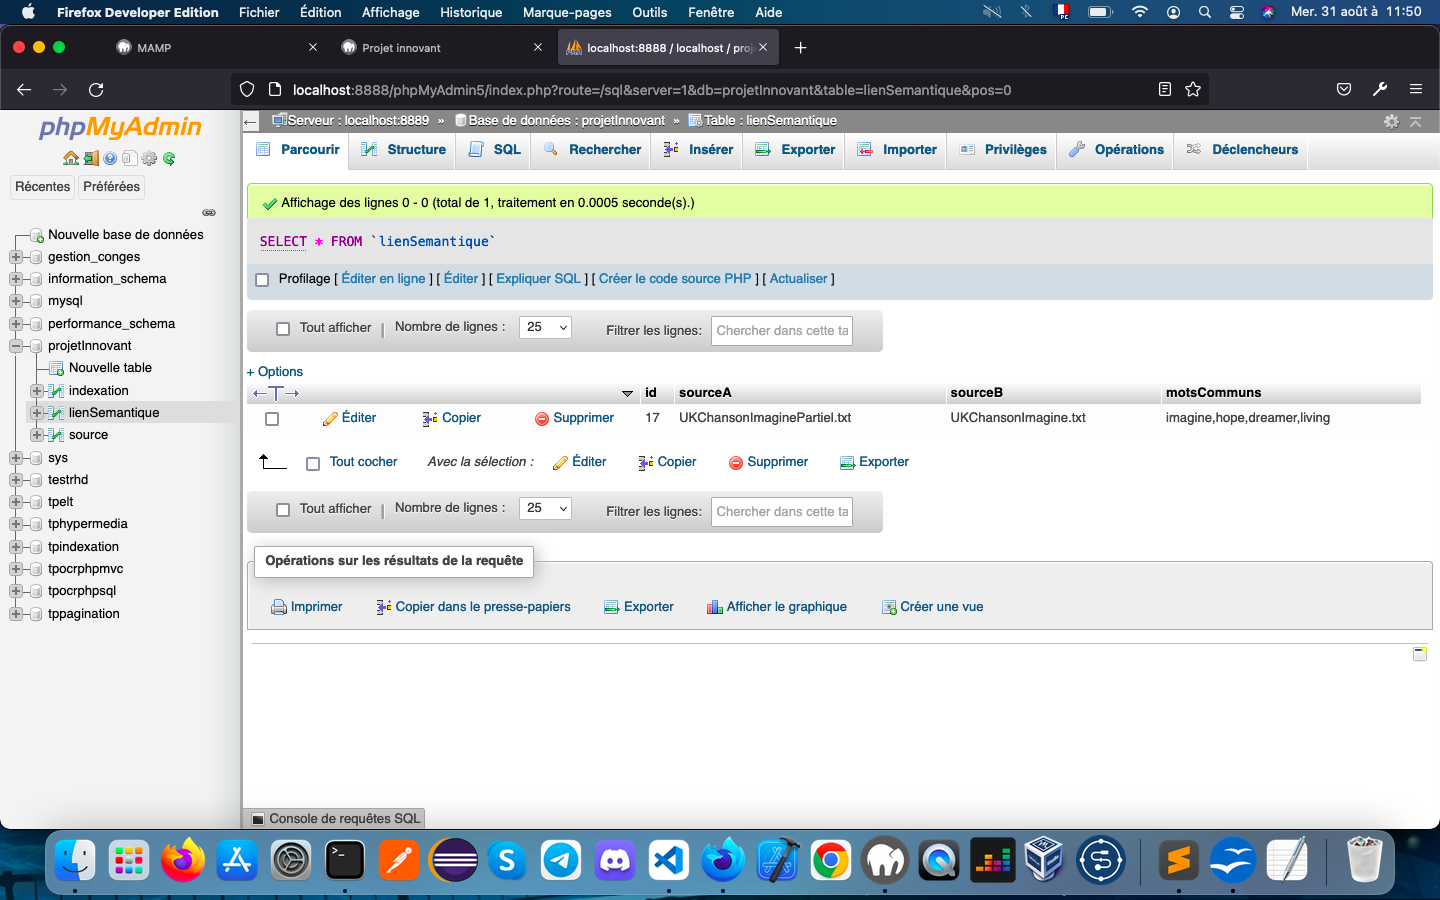 Firefox Developer Edition Fichier Édition Affichage Historique Marque-pages Outils Fenêtre Aide Mer. 31 août à 11:50
MAMP Projet innovant localhost:8888 / localhost / proj
localhost:8888/phpMyAdmin5/index.php?route=/sql&server=1&db=projetInnovant&table=lienSemantique&pos=0
phpMyAdmin
Récentes Préférées
Nouvelle base de données
gestion_conges
information_schema
mysql
performance_schema
projetInnovant
Nouvelle table
indexation
lienSemantique
source
sys
testrhd
tpelt
tphypermedia
tpindexation
tpocrphpmvc
tpocrphpsql
tppagination
Serveur : localhost:8889 » Base de données : projetInnovant » Table : lienSemantique
Parcourir Structure SQL Rechercher Insérer Exporter Importer Privilèges Opérations Déclencheurs
Affichage des lignes 0 - 0 (total de 1, traitement en 0.0005 seconde(s).)
SELECT * FROM `lienSemantique`
Profilage [ Éditer en ligne ] [ Éditer ] [ Expliquer SQL ] [ Créer le code source PHP ] [ Actualiser ]
Tout afficher | Nombre de lignes : 25 Filtrer les lignes: Chercher dans cette ta
+ Options
←T→ id sourceA sourceB motsCommuns
Éditer Copier Supprimer 17 UKChansonImaginePartiel.txt UKChansonImagine.txt imagine,hope,dreamer,living
Tout cocher Avec la sélection : Éditer Copier Supprimer Exporter
Tout afficher | Nombre de lignes : 25 Filtrer les lignes: Chercher dans cette ta
Opérations sur les résultats de la requête
Imprimer Copier dans le presse-papiers Exporter Afficher le graphique Créer une vue
Console de requêtes SQL